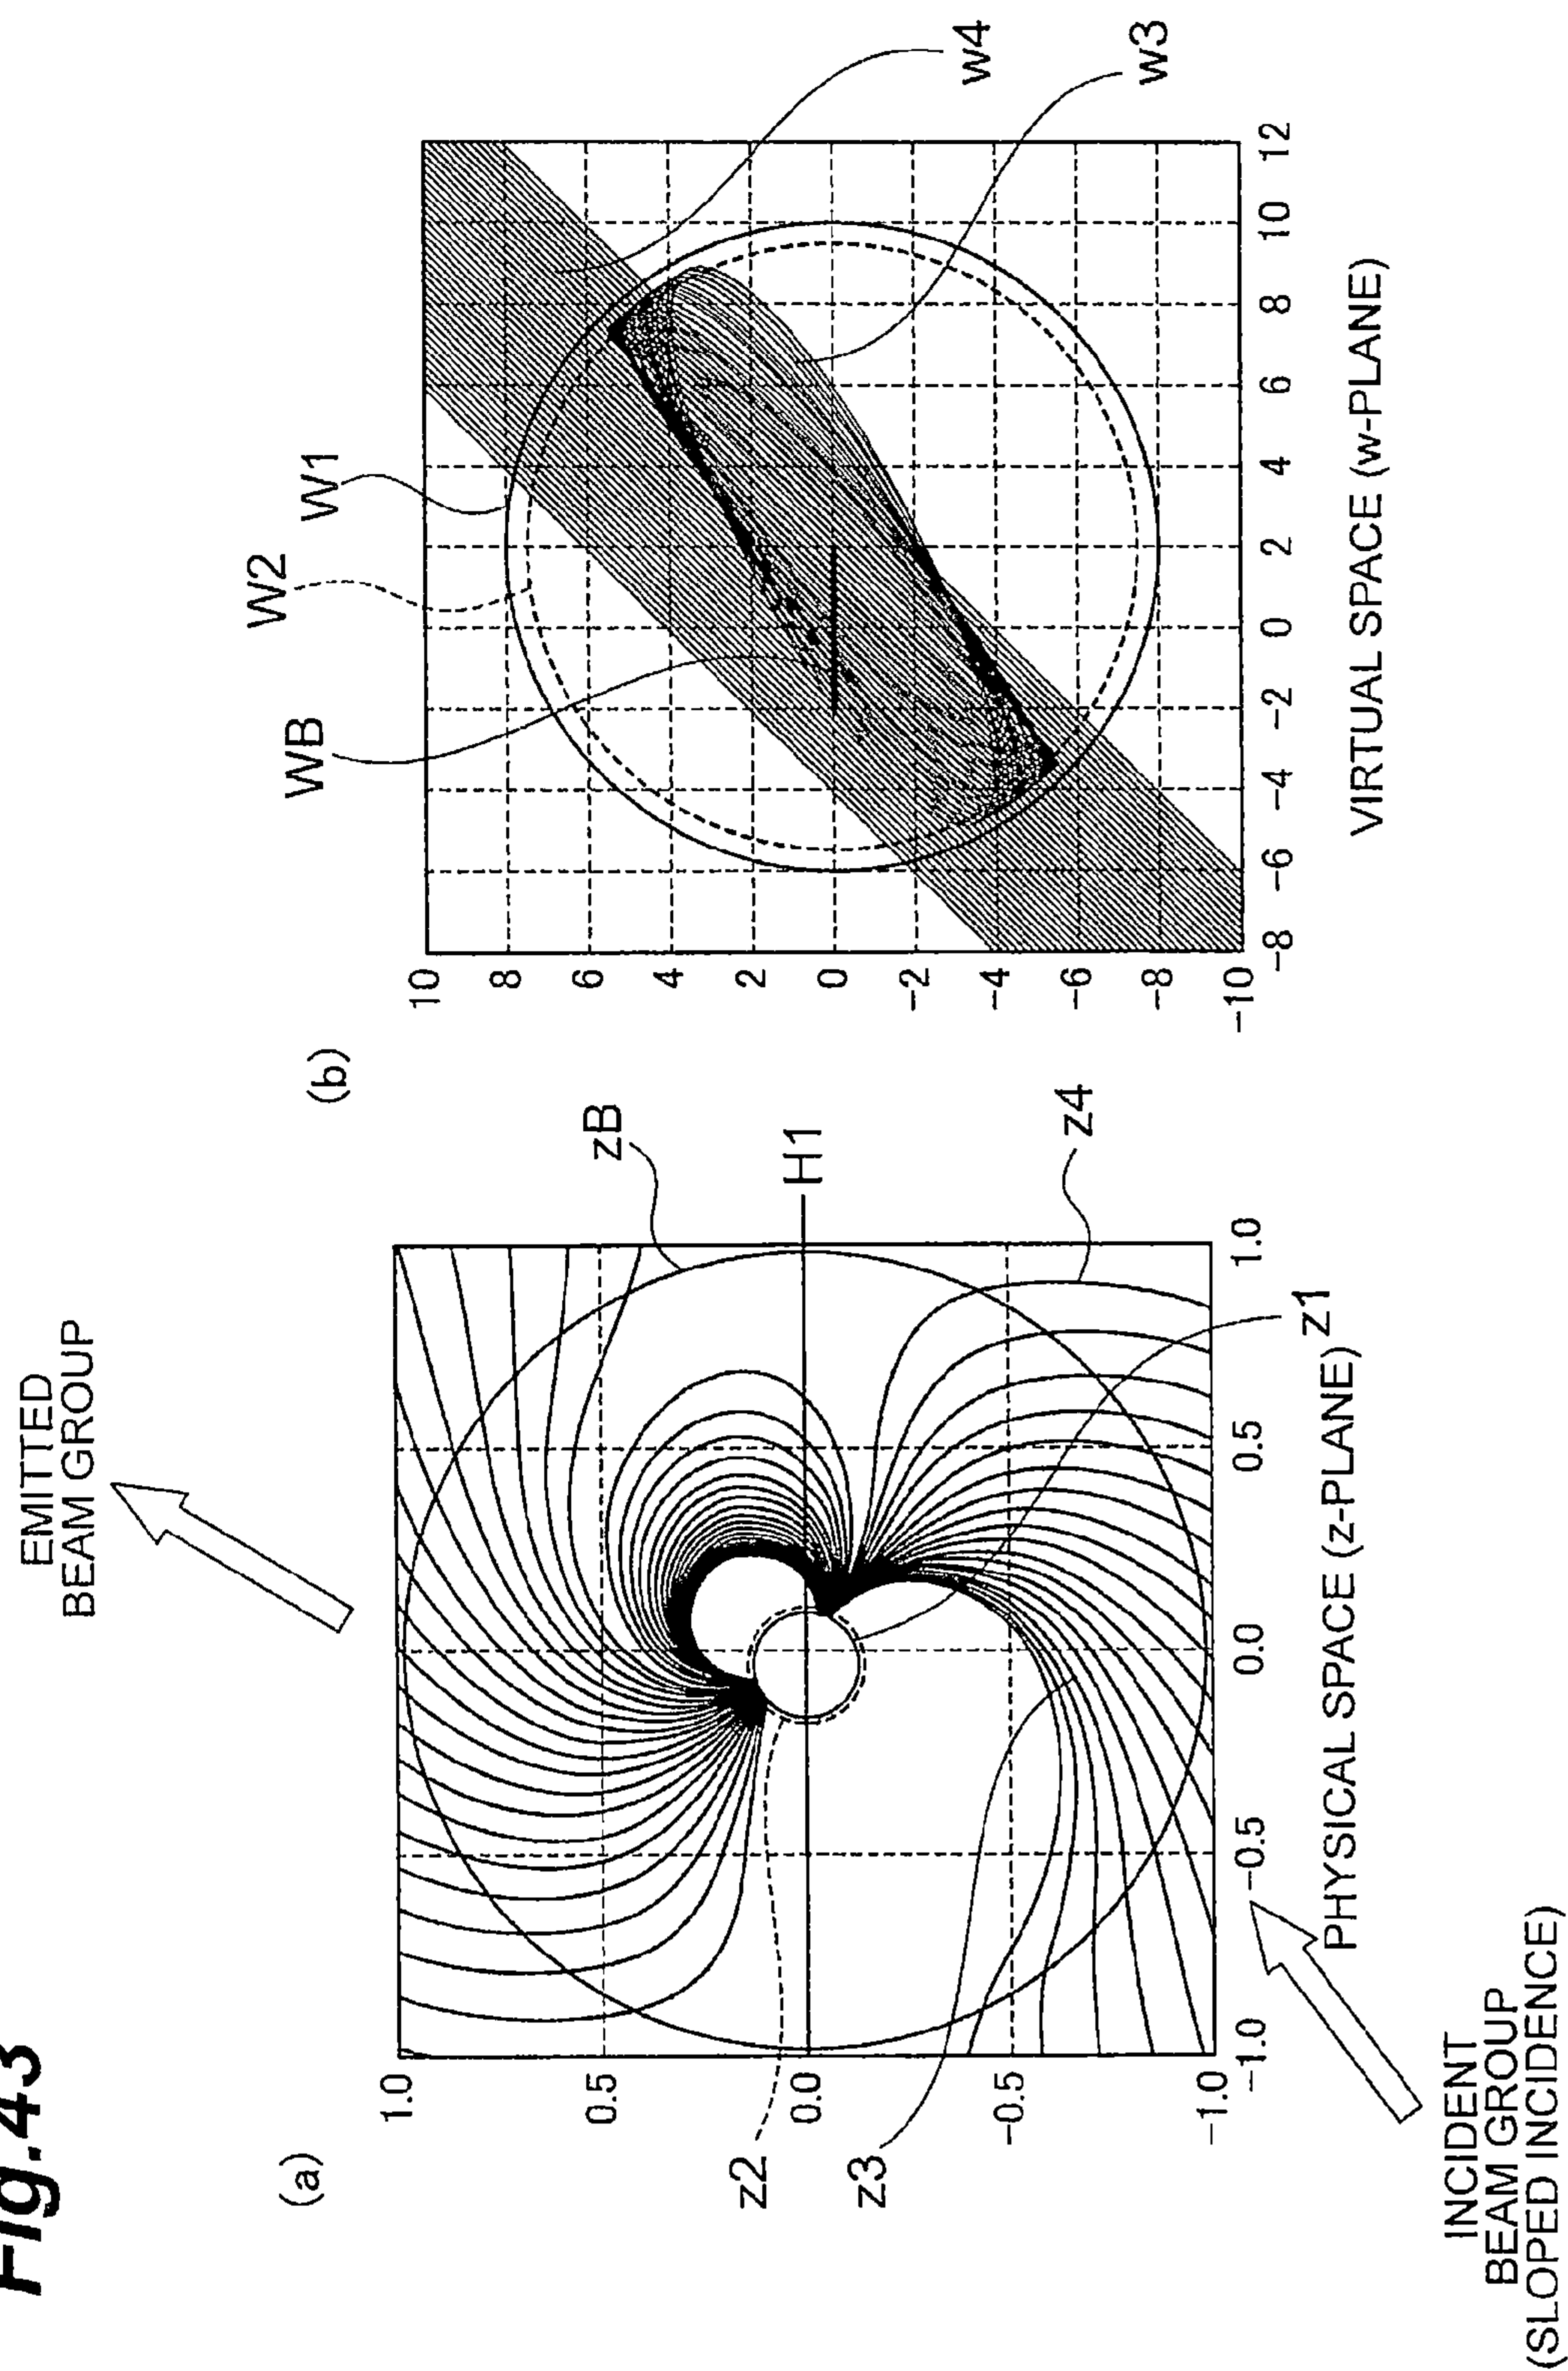 Fig.43
(a)
EMITTED
BEAM GROUP
1.0
0.5
0.0
-0.5
-1.0
-1.0
-0.5
0.0
0.5
1.0
z2
z3
zB
H1
z4
z1
PHYSICAL SPACE (z-PLANE)
INCIDENT
BEAM GROUP
(SLOPED INCIDENCE)
(b)
WB
W2
W1
w4
w3
10
8
6
4
2
0
-2
-4
-6
-8
-10
-8
-6
-4
-2
0
2
4
6
8
10
12
VIRTUAL SPACE (w-PLANE)